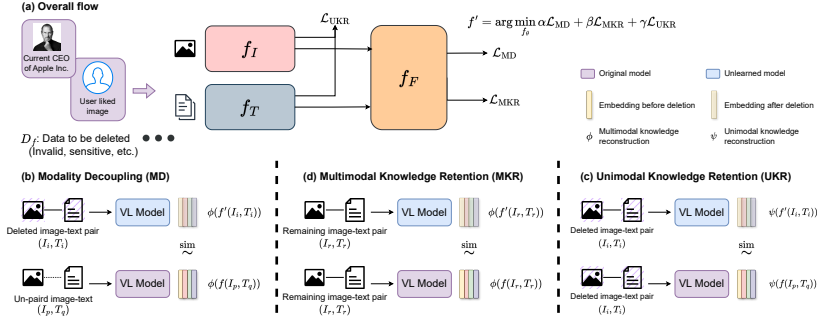 (a) Overall flow
Current CEO
of Apple Inc.
User liked
image
D_f: Data to be deleted
(Invalid, sensitive, etc.)
f_I
f_T
f_F
ℒ_UKR
ℒ_MD
ℒ_MKR
f′ = arg min_{f_θ} αℒ_MD + βℒ_MKR + γℒ_UKR
Original model
Unlearned model
Embedding before deletion
Embedding after deletion
ϕ Multimodal knowledge
reconstruction
ψ Unimodal knowledge
reconstruction
(b) Modality Decoupling (MD)
Deleted image-text pair
(I_i, T_i)
VL Model
ϕ(f′(I_i, T_i))
sim
~
Un-paired image-text
(I_p, T_q)
VL Model
ϕ(f(I_p, T_q))
(d) Multimodal Knowledge Retention (MKR)
Remaining image-text pair
(I_r, T_r)
VL Model
ϕ(f′(I_r, T_r))
sim
~
Remaining image-text pair
(I_r, T_r)
VL Model
ϕ(f(I_r, T_r))
(c) Unimodal Knowledge Retention (UKR)
Deleted image-text pair
(I_i, T_i)
VL Model
ψ(f′(I_i, T_i))
sim
~
Deleted image-text pair
(I_i, T_i)
VL Model
ψ(f(I_p, T_q))